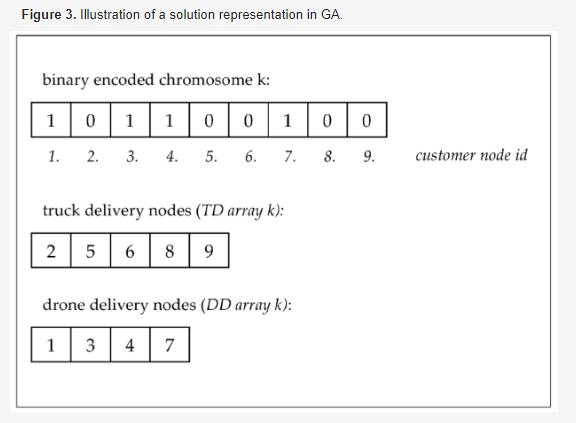 Figure 3. Illustration of a solution representation in GA.
binary encoded chromosome k:
1 0 1 1 0 0 1 0 0
1. 2. 3. 4. 5. 6. 7. 8. 9. customer node id
truck delivery nodes (TD array k):
2 5 6 8 9
drone delivery nodes (DD array k):
1 3 4 7